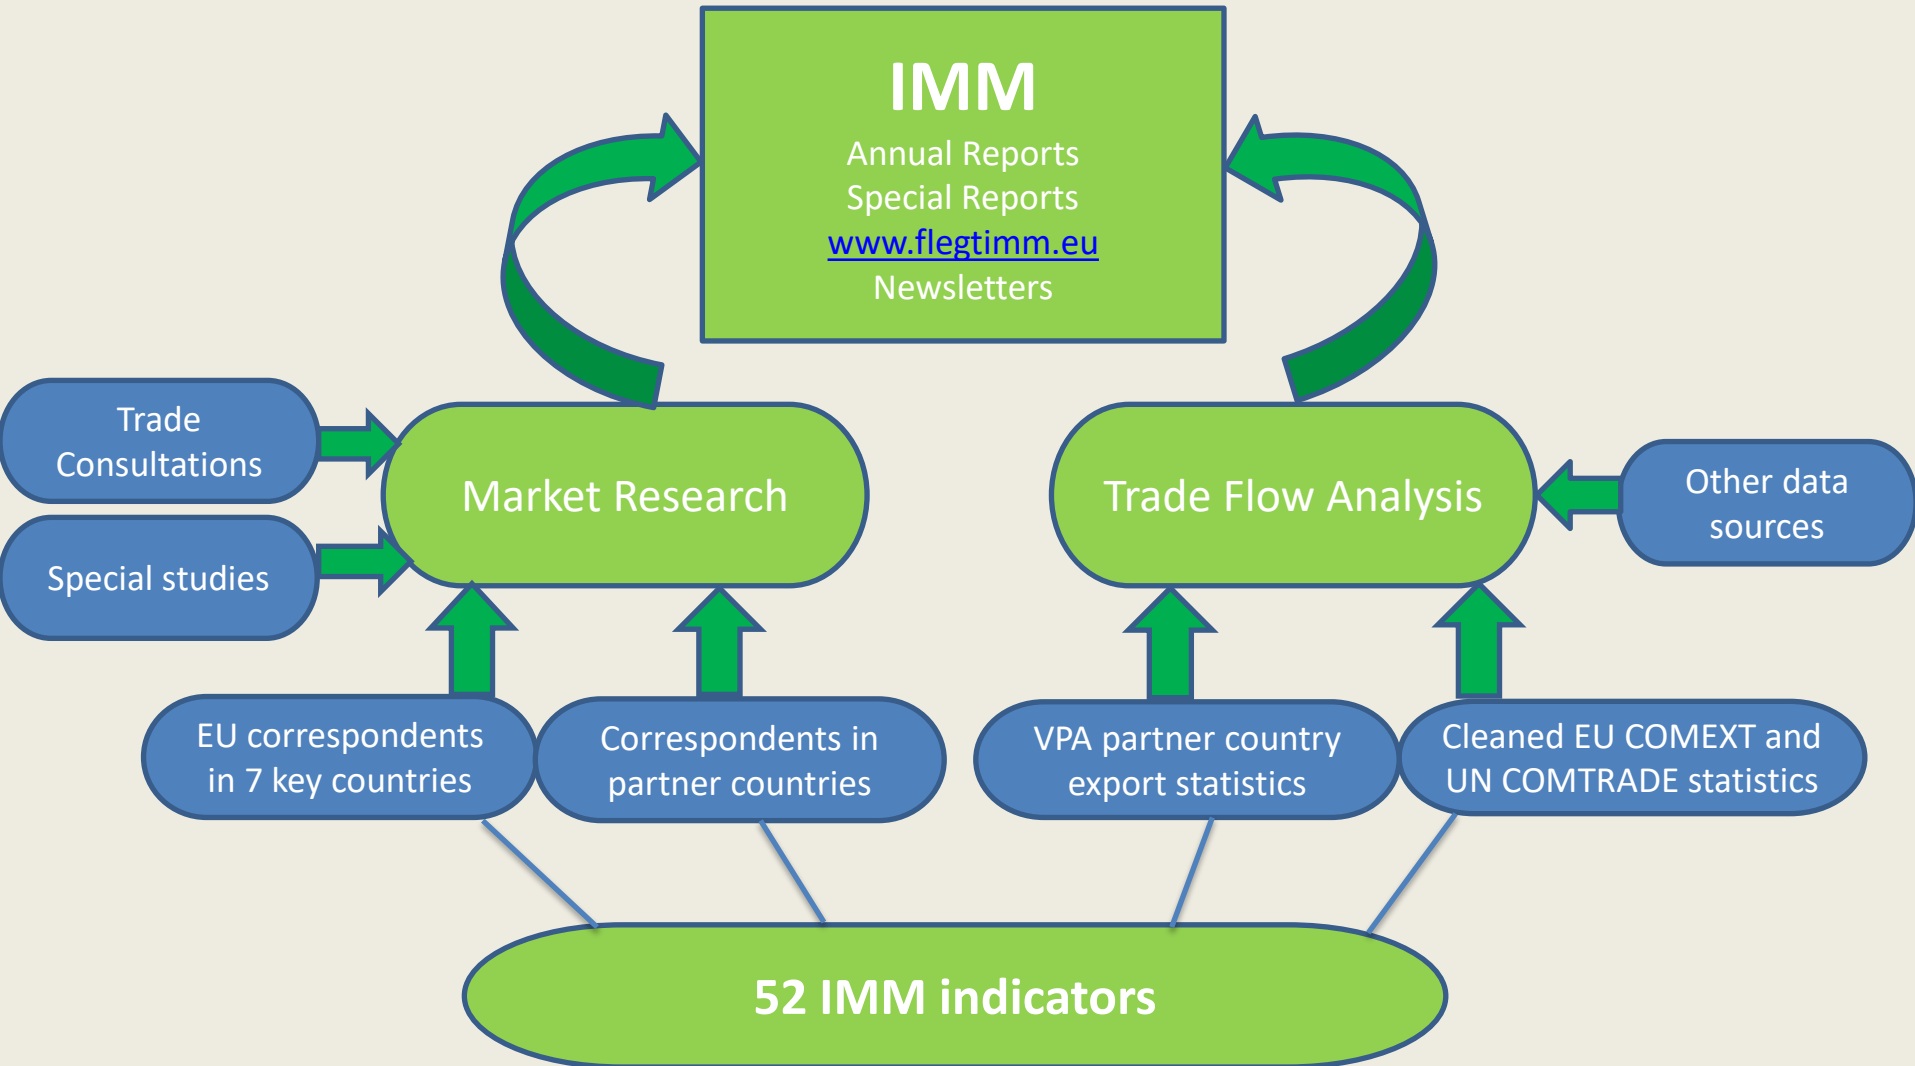 IMM
Annual Reports
Special Reports
www.flegtimm.eu
Newsletters
Trade
Consultations
Special studies
Market Research
Trade Flow Analysis
Other data
sources
EU correspondents
in 7 key countries
Correspondents in
partner countries
VPA partner country
export statistics
Cleaned EU COMEXT and
UN COMTRADE statistics
52 IMM indicators